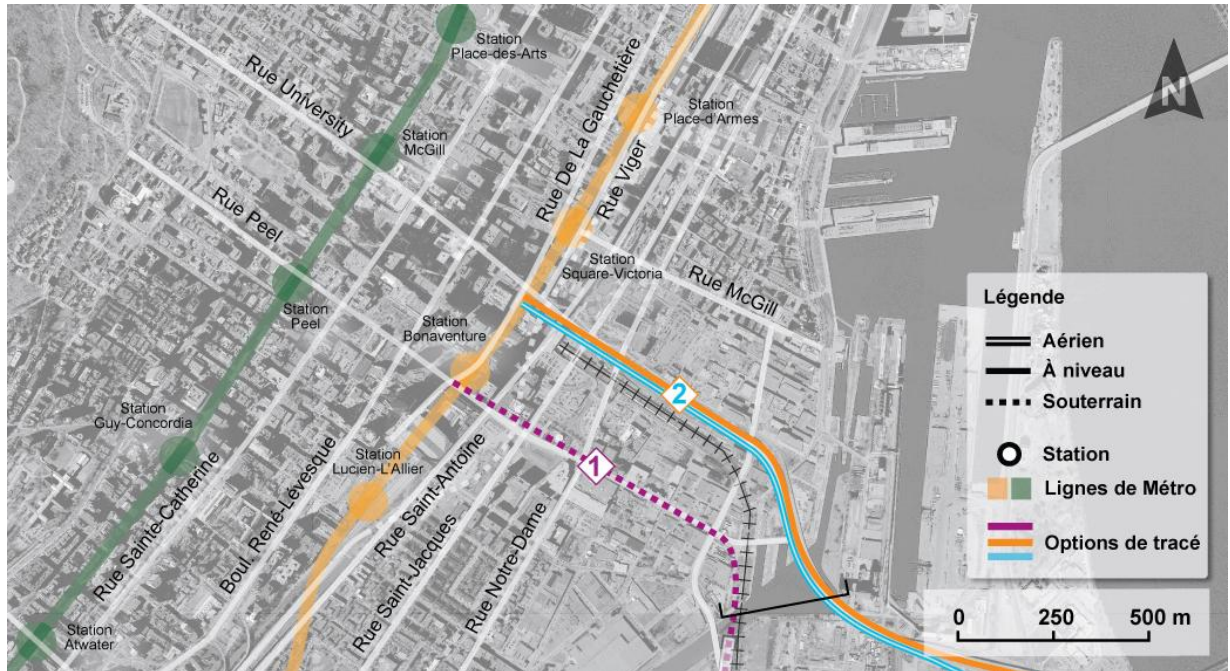 Station
Place-des-Arts
Rue University
Station
McGill
Rue De La Gauchetière
Station
Place-d'Armes
Rue Viger
N
Rue Peel
Station
Square-Victoria
Rue McGill
Station
Peel
Station
Bonaventure
2
Station
Guy-Concordia
Station
Lucien-L'Allier
1
Rue Sainte-Catherine
Boul. René-Lévesque
Rue Saint-Antoine
Rue Saint-Jacques
Rue Notre-Dame
Station
Atwater
Légende
Aérien
À niveau
Souterrain
Station
Lignes de Métro
Options de tracé
0 250 500 m